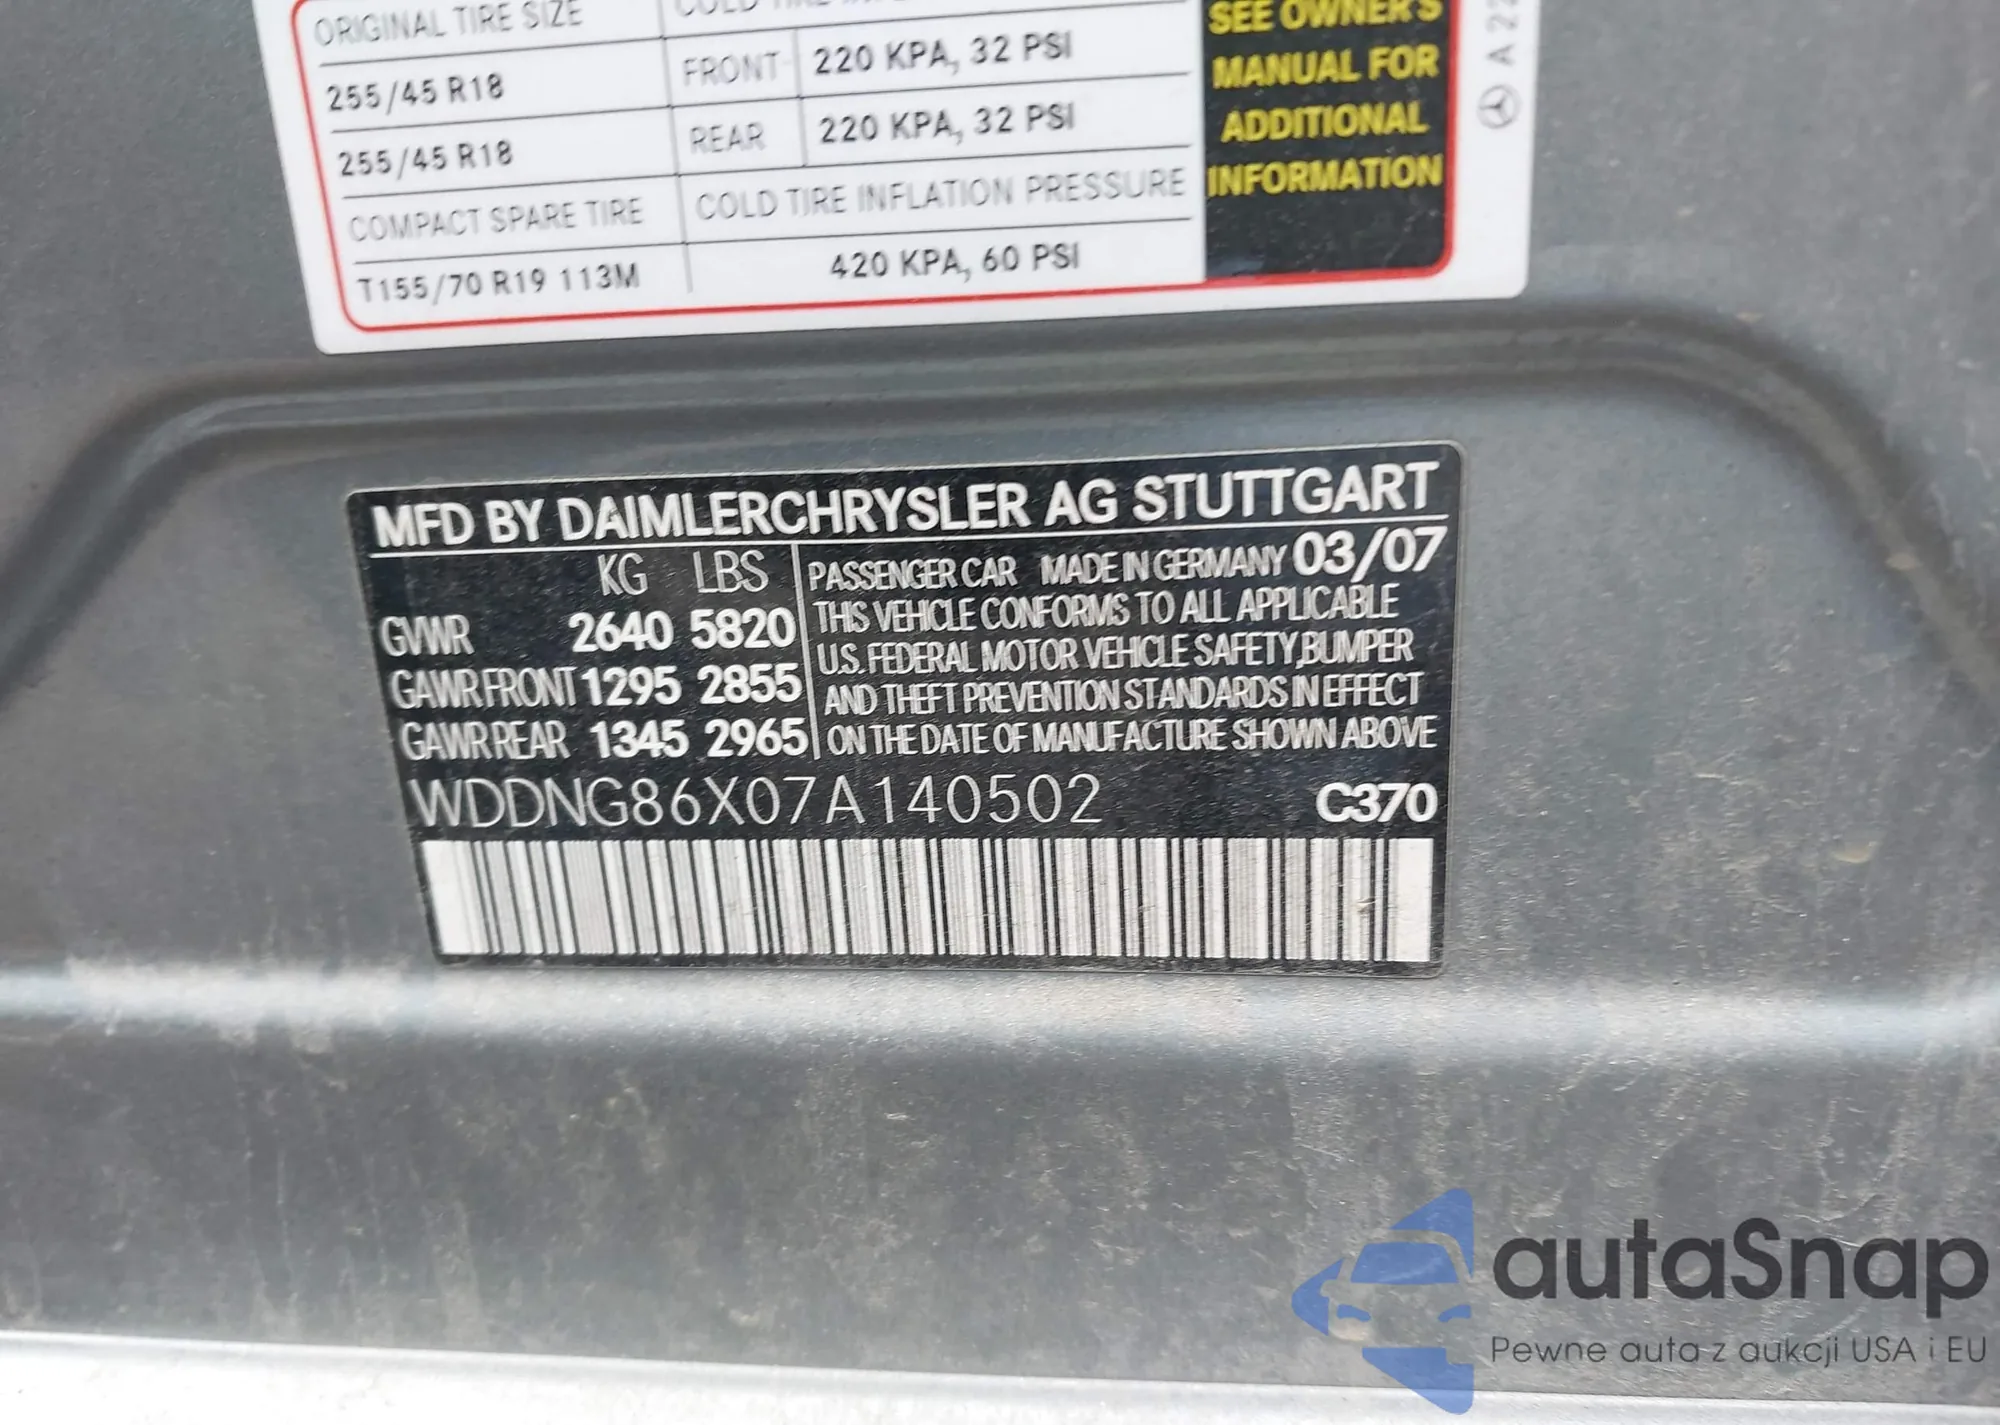 ORIGINAL TIRE SIZE
255/45 R18 FRONT 220 KPA, 32 PSI
255/45 R18 REAR 220 KPA, 32 PSI
COMPACT SPARE TIRE COLD TIRE INFLATION PRESSURE
T155/70 R19 113M 420 KPA, 60 PSI
SEE OWNER'S
MANUAL FOR
ADDITIONAL
INFORMATION
MFD BY DAIMLERCHRYSLER AG STUTTGART
KG LBS
GVWR 2640 5820
GAWR FRONT 1295 2855
GAWR REAR 1345 2965
PASSENGER CAR MADE IN GERMANY 03/07
THIS VEHICLE CONFORMS TO ALL APPLICABLE
U.S. FEDERAL MOTOR VEHICLE SAFETY, BUMPER
AND THEFT PREVENTION STANDARDS IN EFFECT
ON THE DATE OF MANUFACTURE SHOWN ABOVE
WDDNG86X07A140502 C370
autaSnap
Pewne auta z aukcji USA i EU